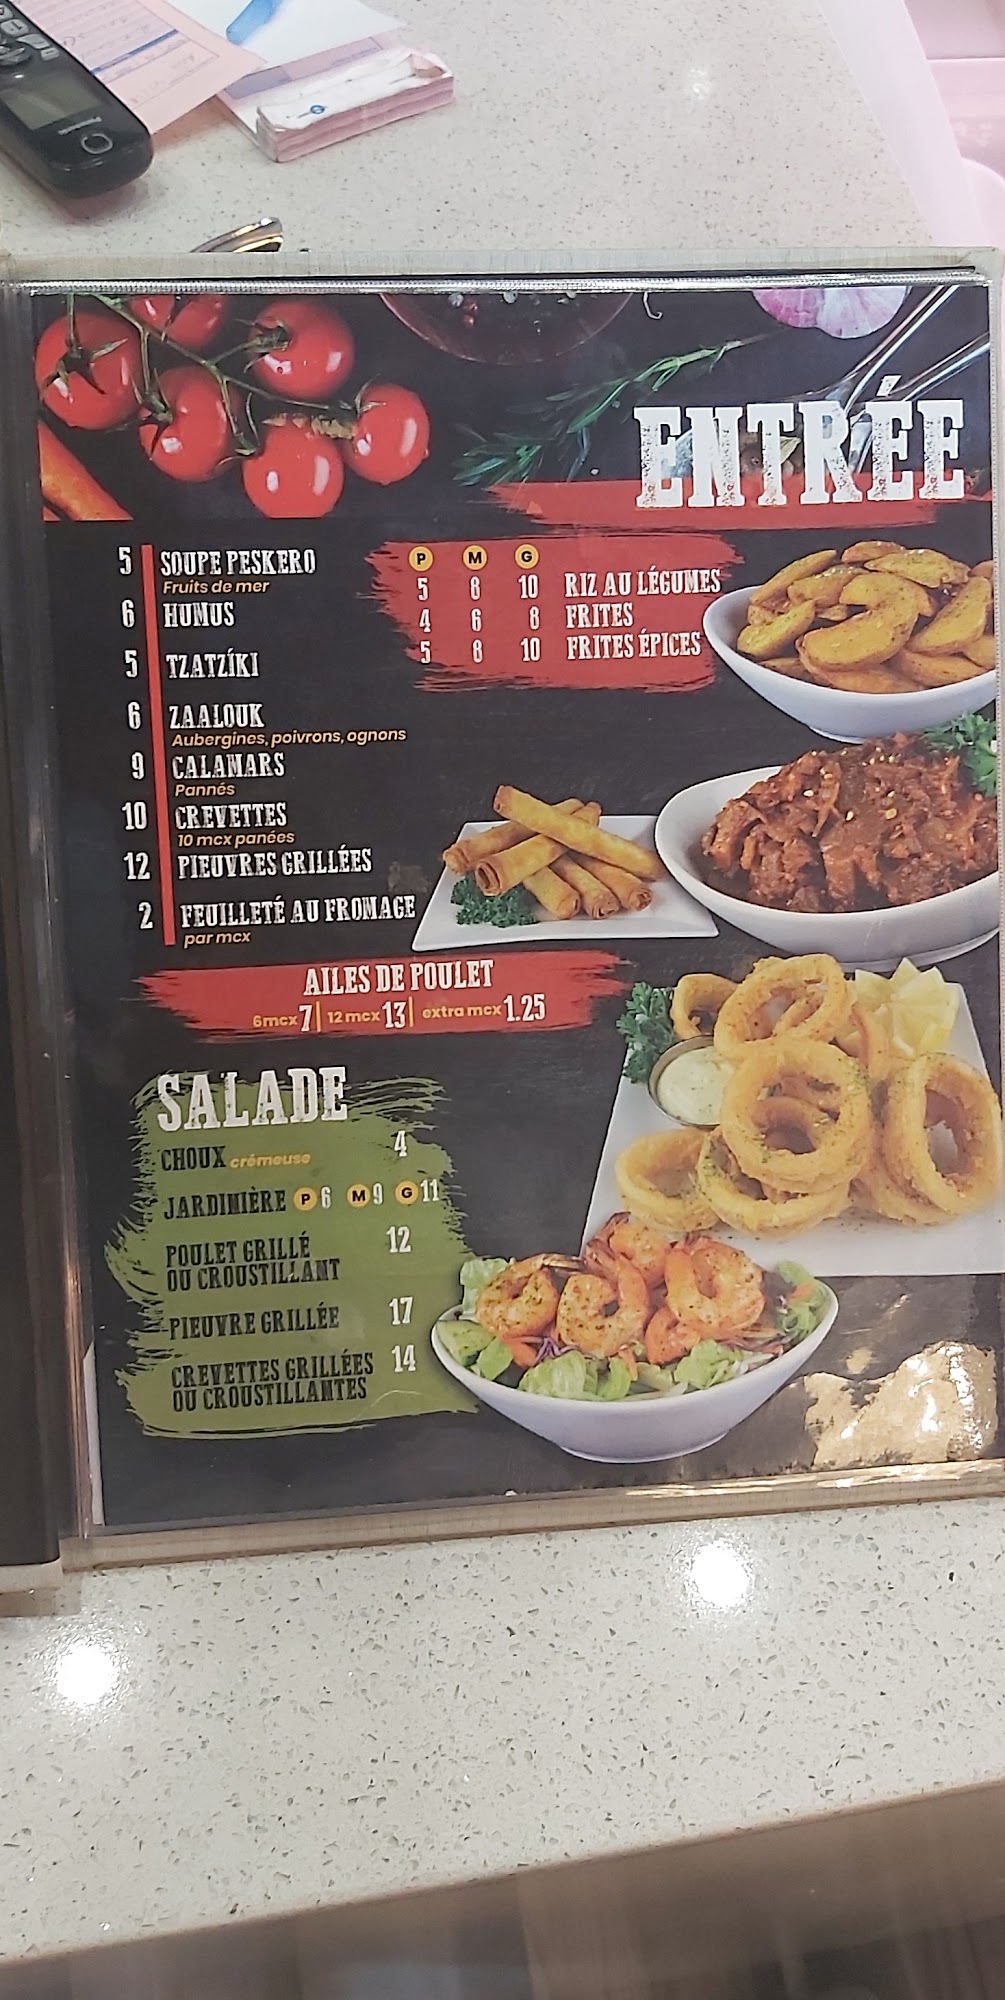 ENTRÉE
5 SOUPE PESKERO
Fruits de mer
6 HUMUS
5 TZATZÍKI
6 ZAALOUK
Aubergines, poivrons, ognons
9 CALAMARS
Pannés
10 CREVETTES
10 mcx panées
12 PIEUVRES GRILLÉES
2 FEUILLETÉ AU FROMAGE
par mcx
P M G
5 8 10 RIZ AU LÉGUMES
4 6 8 FRITES
5 8 10 FRITES ÉPICES
AILES DE POULET
6mcx 7 | 12 mcx 13 | extra mcx 1.25
SALADE
CHOUX crémeuse 4
JARDINIÈRE P 6 M 9 G 11
POULET GRILLÉ 12
OU CROUSTILLANT
PIEUVRE GRILLÉE 17
CREVETTES GRILLÉES 14
OU CROUSTILLANTES